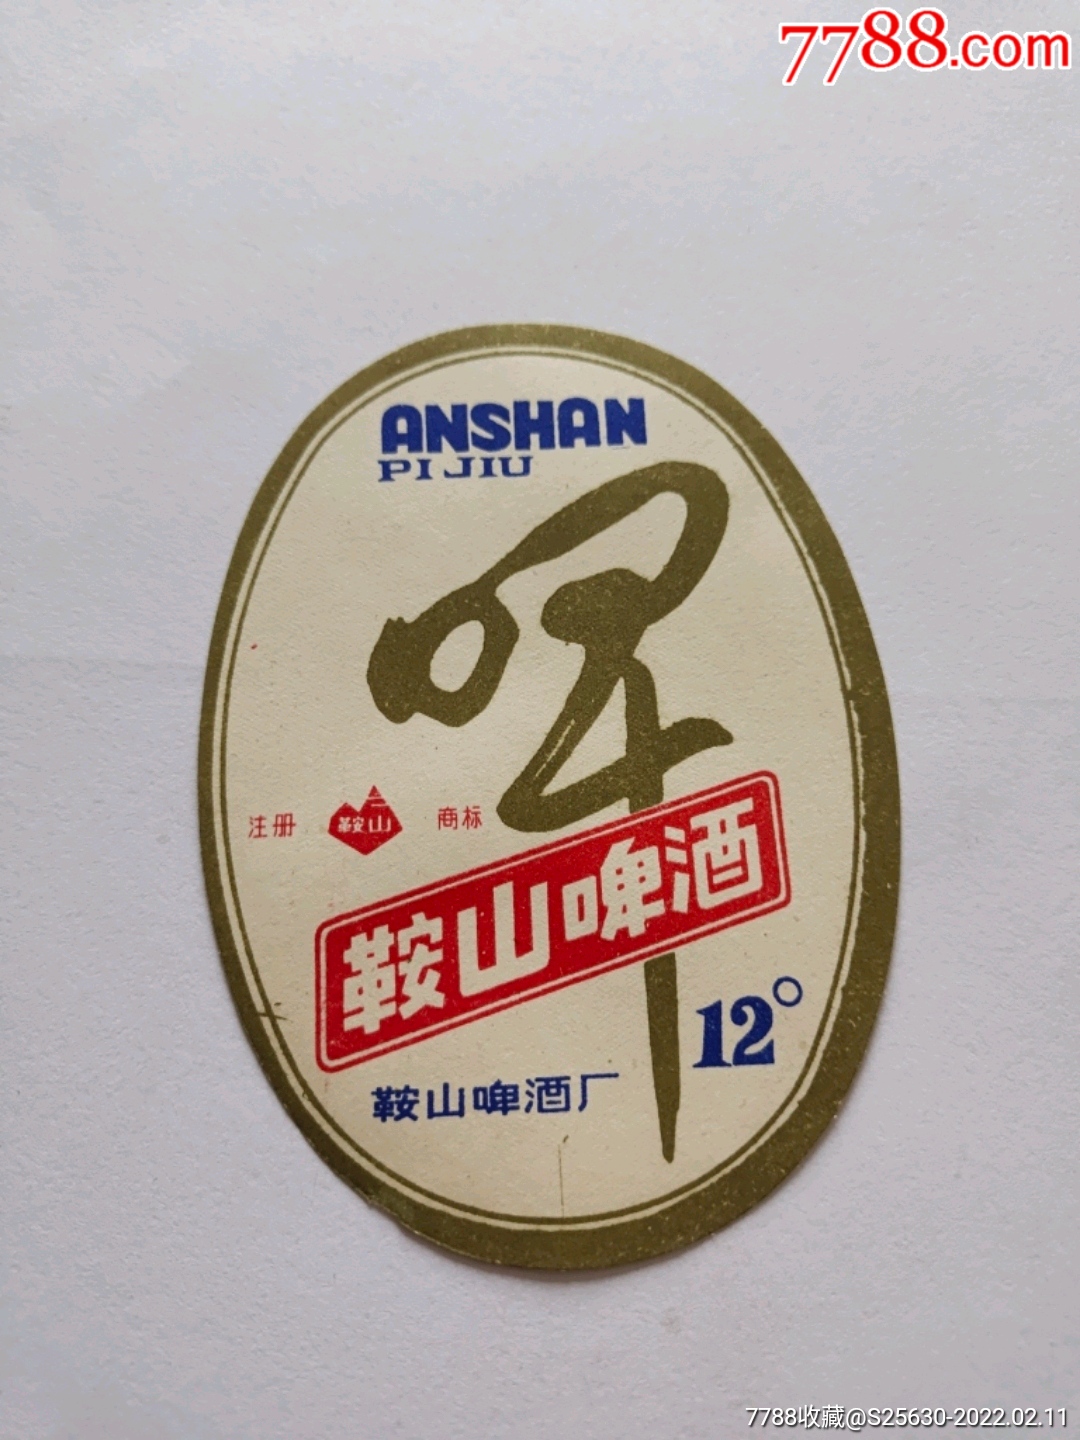 7788.com
ANSHAN
PI JIU
啤
注册 鞍山 商标
鞍山啤酒
12°
鞍山啤酒厂
7788收藏@S25630-2022.02.11